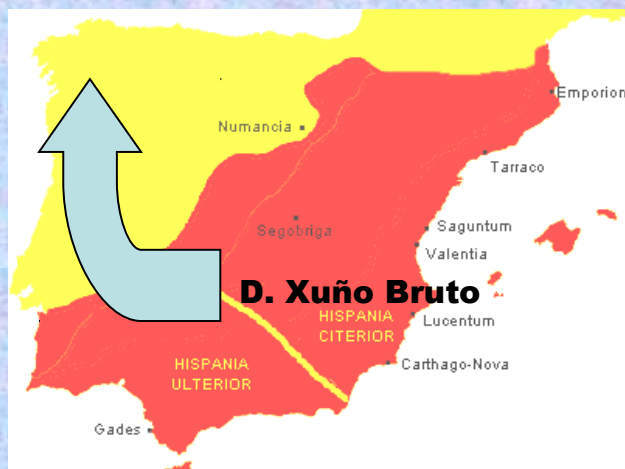 Emporion
Numancia
Tarraco
Segobriga
Saguntum
Valentia
D. Xuño Bruto
HISPANIA
CITERIOR
Lucentum
HISPANIA
ULTERIOR
Carthago-Nova
Gades